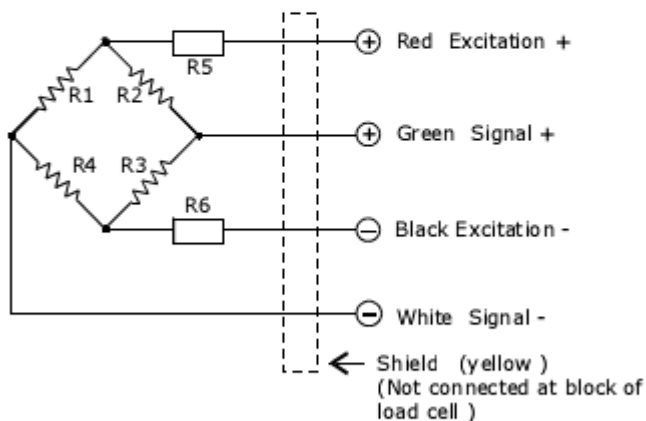 R1
R2
R3
R4
R5
R6
Red Excitation +
Green Signal +
Black Excitation -
White Signal -
Shield (yellow )
(Not connected at block of
load cell )